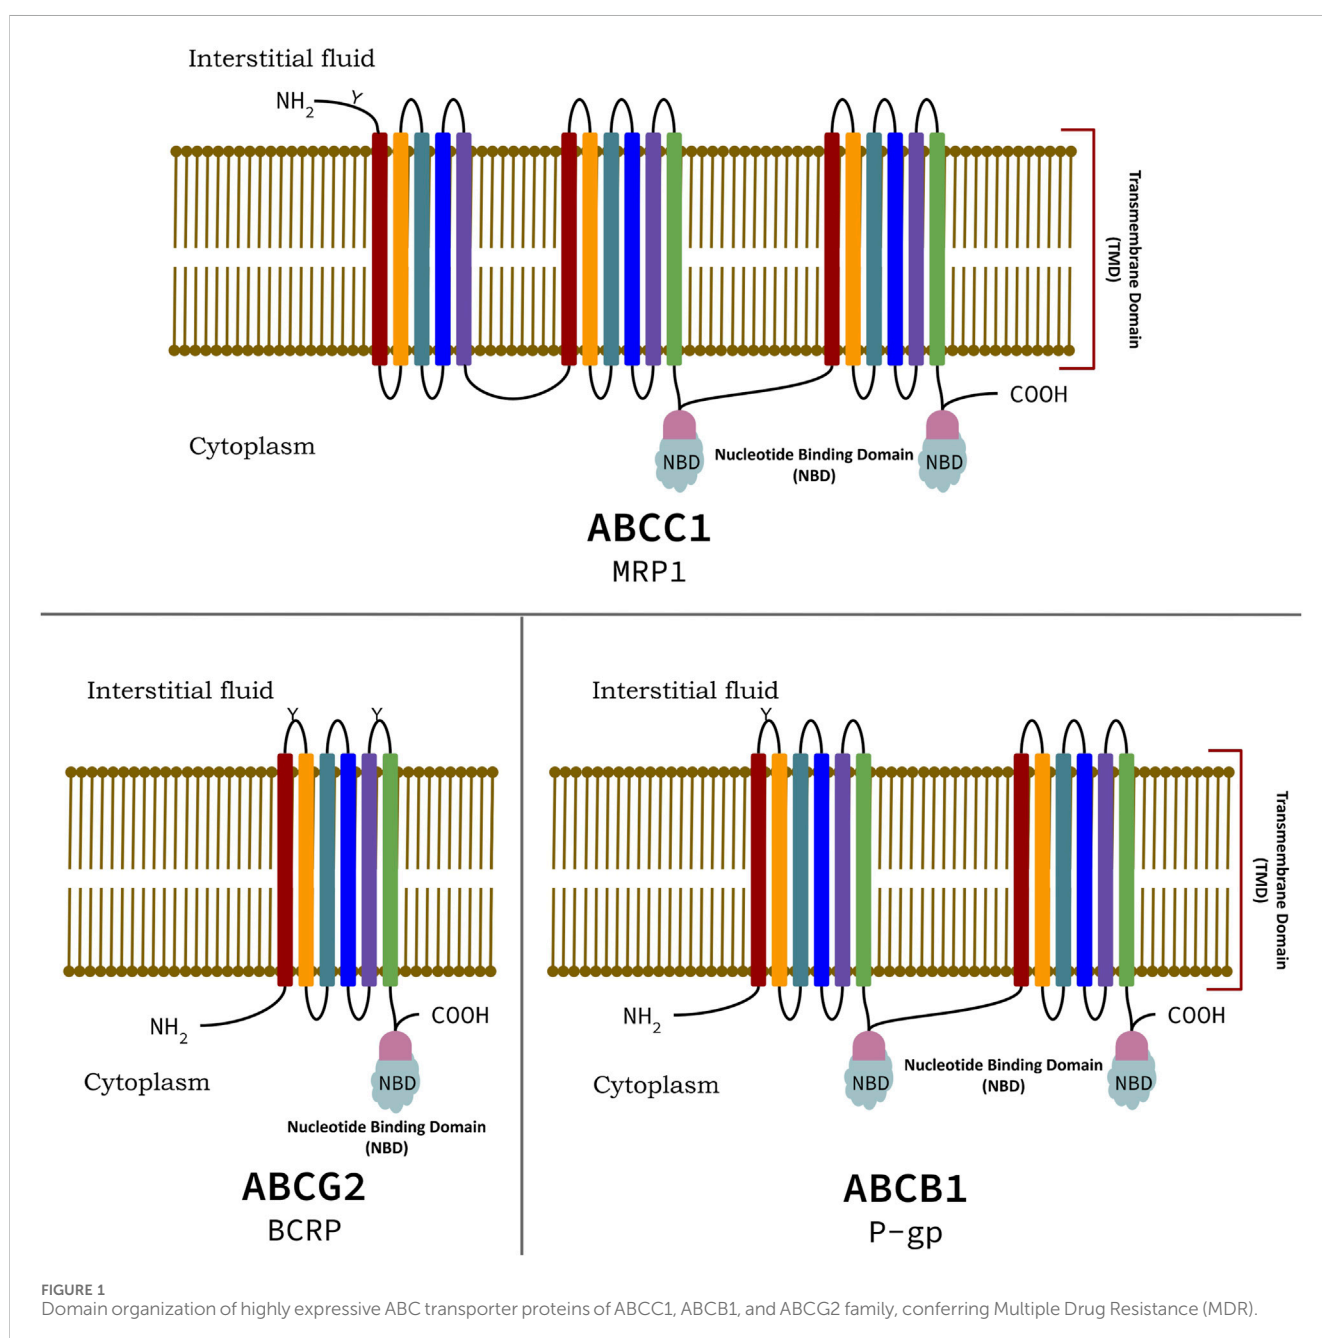 Interstitial fluid
NH2
Y
Transmembrane Domain
(TMD)
COOH
Cytoplasm
NBD
Nucleotide Binding Domain
(NBD)
NBD
ABCC1
MRP1
Interstitial fluid
Y
Y
NH2
COOH
Cytoplasm
NBD
Nucleotide Binding Domain
(NBD)
ABCG2
BCRP
Interstitial fluid
Y
Transmembrane Domain
(TMD)
NH2
COOH
Cytoplasm
NBD
Nucleotide Binding Domain
(NBD)
NBD
ABCB1
P-gp
FIGURE 1
Domain organization of highly expressive ABC transporter proteins of ABCC1, ABCB1, and ABCG2 family, conferring Multiple Drug Resistance (MDR).